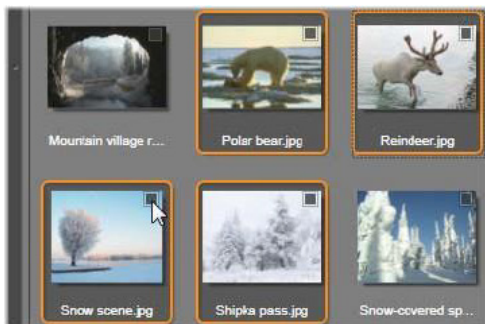 Mountain village r...
Polar bear.jpg
Reindeer.jpg
Snow scene.jpg
Shipka pass.jpg
Snow-covered sp...